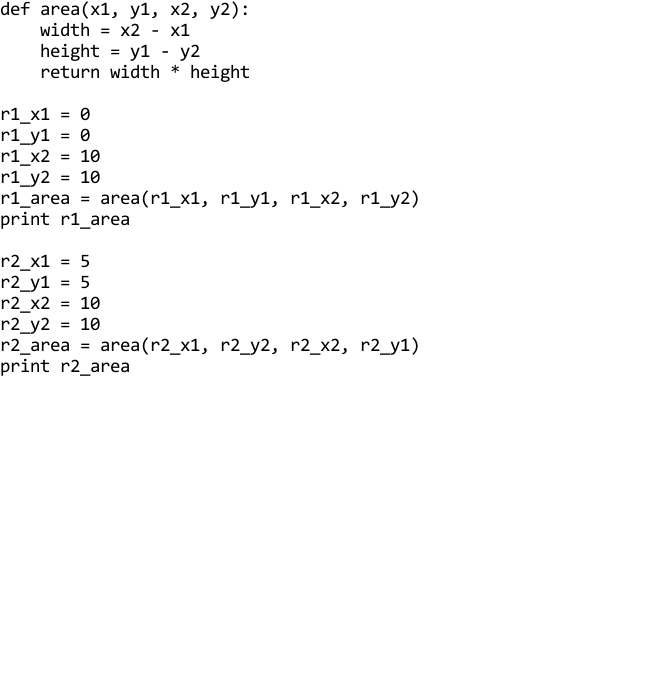 def area(x1, y1, x2, y2):
    width = x2 - x1
    height = y1 - y2
    return width * height

r1_x1 = 0
r1_y1 = 0
r1_x2 = 10
r1_y2 = 10
r1_area = area(r1_x1, r1_y1, r1_x2, r1_y2)
print r1_area

r2_x1 = 5
r2_y1 = 5
r2_x2 = 10
r2_y2 = 10
r2_area = area(r2_x1, r2_y2, r2_x2, r2_y1)
print r2_area